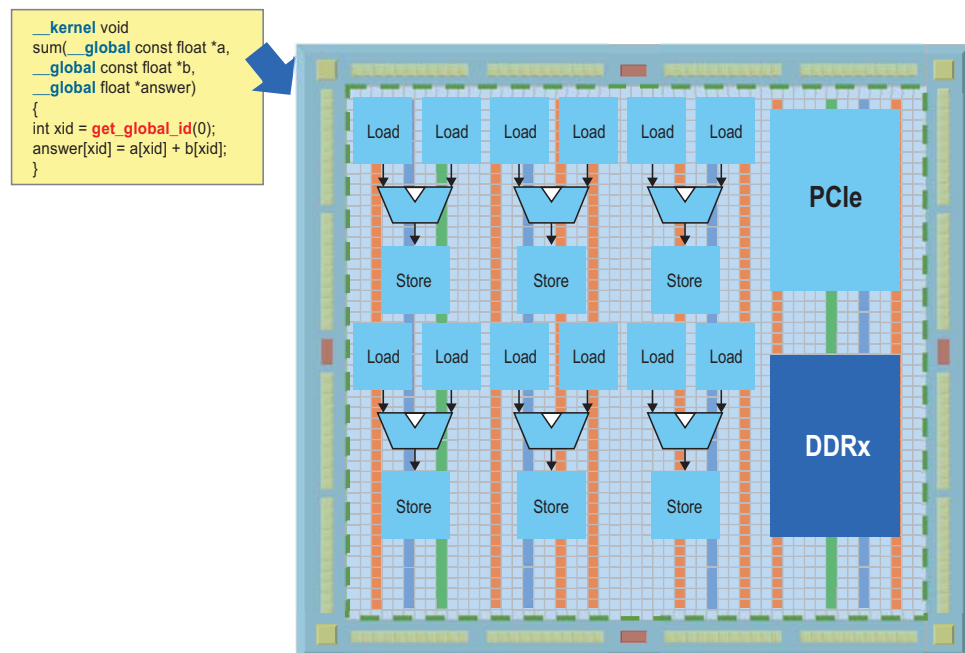 __kernel void
sum(__global const float *a,
__global const float *b,
__global float *answer)
{
int xid = get_global_id(0);
answer[xid] = a[xid] + b[xid];
}
Load Load Load Load Load Load
PCIe
Store Store Store
Load Load Load Load Load Load
DDRx
Store Store Store